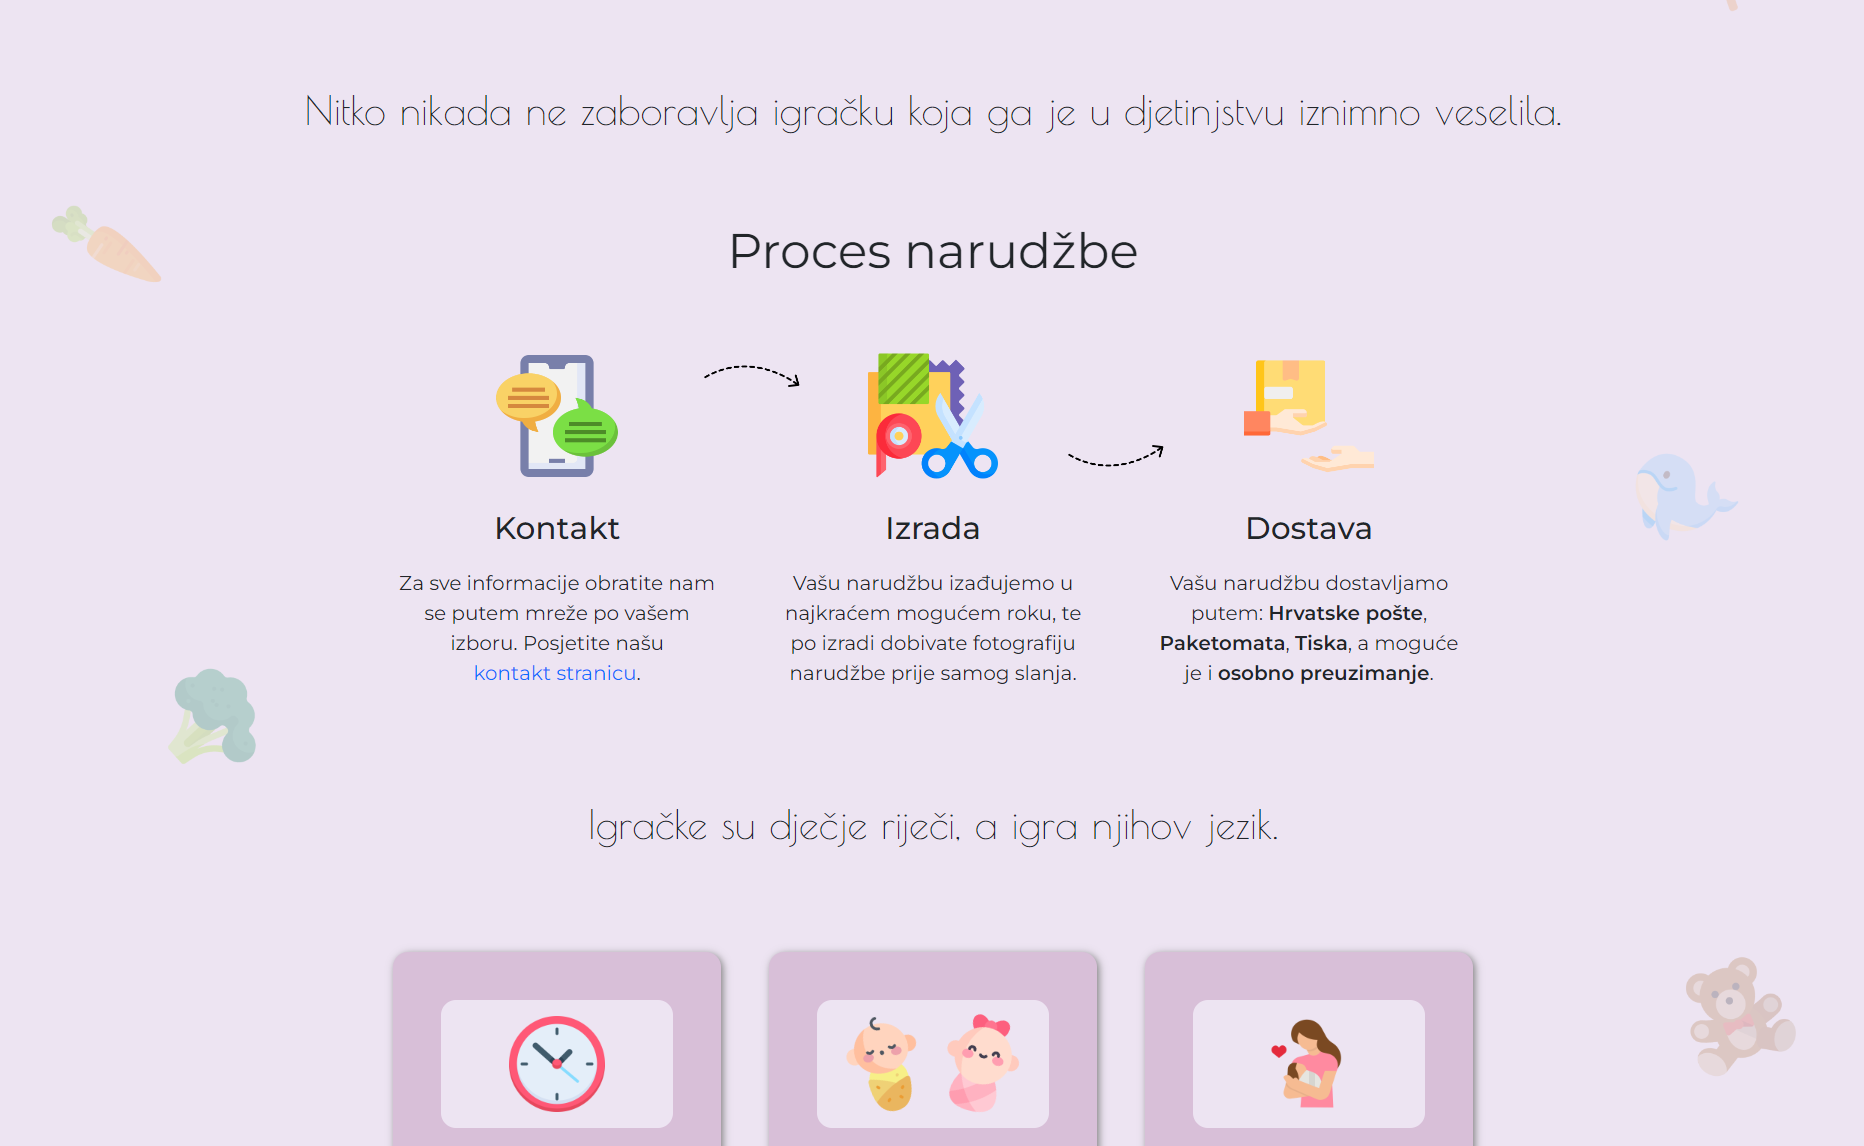 Nitko nikada ne zaboravlja igračku koja ga je u djetinjstvu iznimno veselila.
Proces narudžbe
Kontakt
Za sve informacije obratite nam
se putem mreže po vašem
izboru. Posjetite našu
kontakt stranicu.
Izrada
Vašu narudžbu izađujemo u
najkraćem mogućem roku, te
po izradi dobivate fotografiju
narudžbe prije samog slanja.
Dostava
Vašu narudžbu dostavljamo
putem: Hrvatske pošte,
Paketomata, Tiska, a moguće
je i osobno preuzimanje.
Igračke su dječje riječi, a igra njihov jezik.